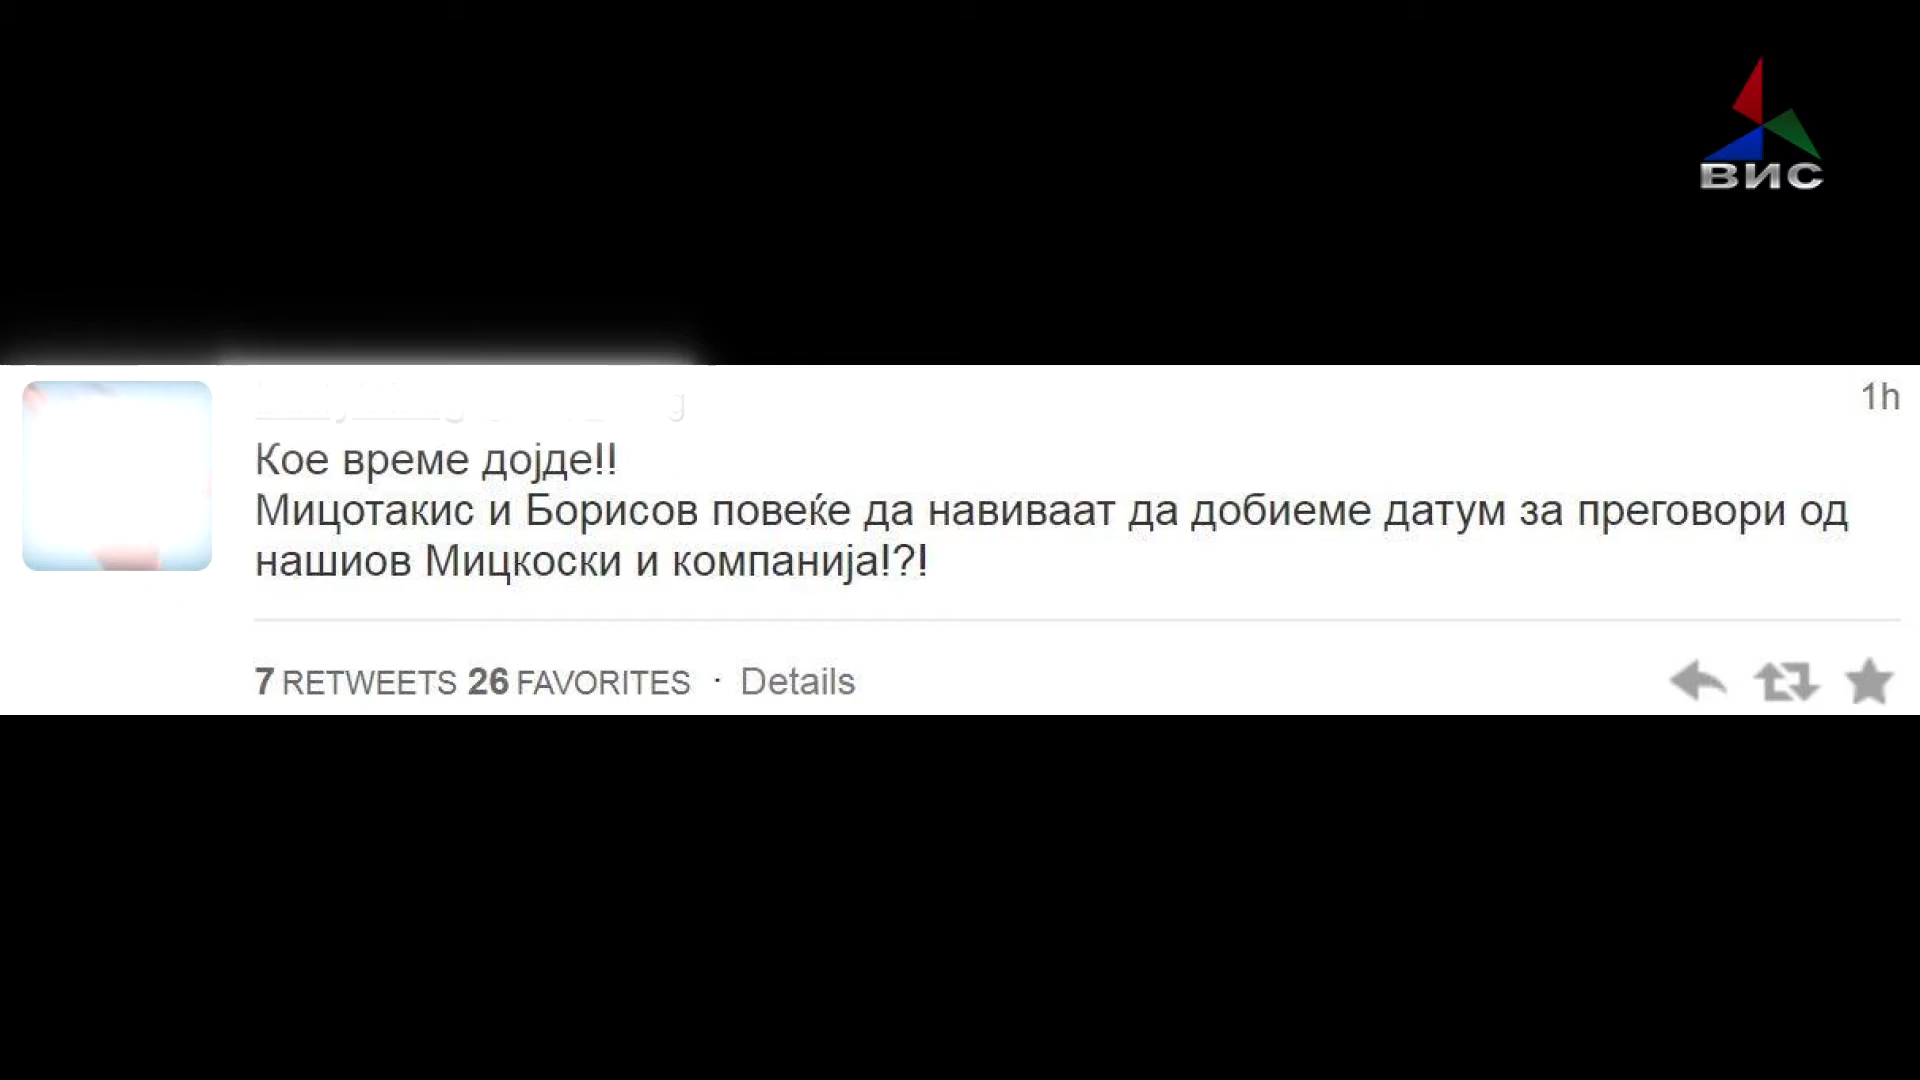 ВИС
1h
Кое време дојде!!
Мицотакис и Борисов повеќе да навиваат да добиеме датум за преговори од
нашиов Мицкоски и компанија!?!
7 RETWEETS 26 FAVORITES · Details